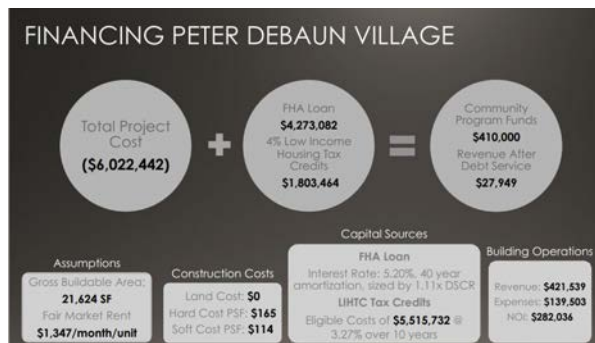 FINANCING PETER DEBAUN VILLAGE
Total Project
Cost
($6,022,442)
+
FHA Loan
$4,273,082
4% Low Income
Housing Tax
Credits
$1,803,464
=
Community
Program Funds
$410,000
Revenue After
Debt Service
$27,949
Assumptions
Gross Buildable Area:
21,624 SF
Fair Market Rent
$1,347/month/unit
Construction Costs
Land Cost: $0
Hard Cost PSF: $165
Soft Cost PSF: $114
Capital Sources
FHA Loan
Interest Rate: 5.20%, 40 year
amortization, sized by 1.11x DSCR
LIHTC Tax Credits
Eligible Costs of $5,515,732 @
3.27% over 10 years
Building Operations
Revenue: $421,539
Expenses: $139,503
NOI: $282,036